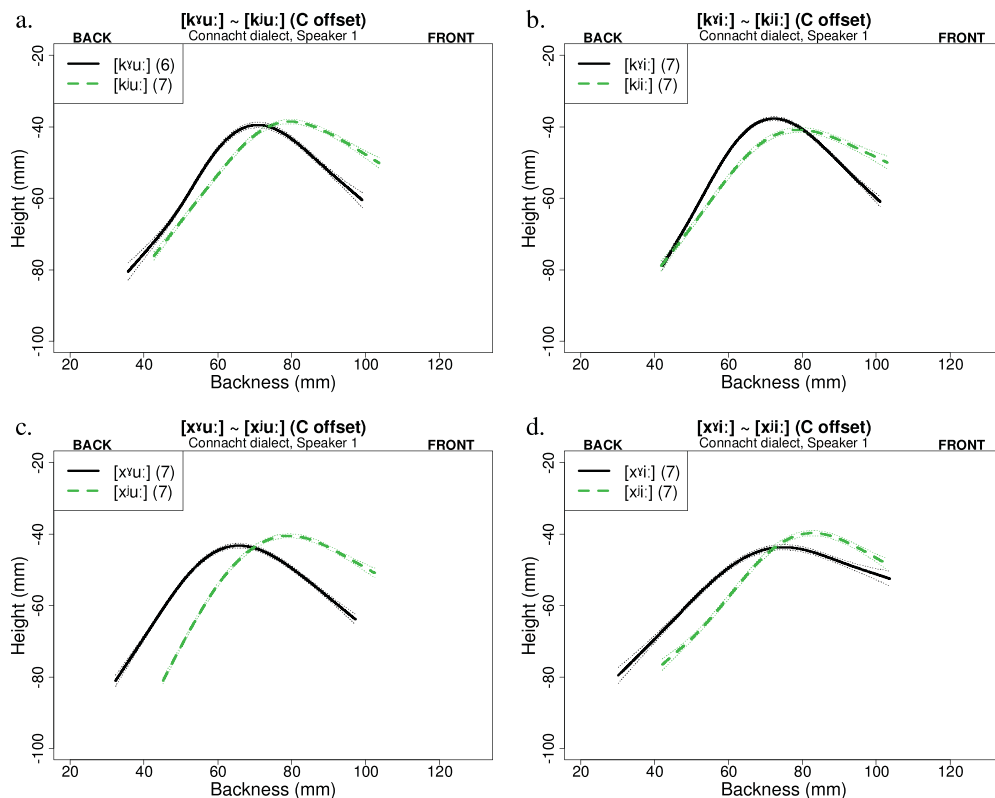 a.
[kˠuː] ~ [kʲuː] (C offset)
Connacht dialect, Speaker 1
BACK
FRONT
[kˠuː] (6)
[kʲuː] (7)
Height (mm)
-20
-40
-60
-80
-100
20 40 60 80 100 120
Backness (mm)
b.
[kˠiː] ~ [kʲiː] (C offset)
Connacht dialect, Speaker 1
BACK
FRONT
[kˠiː] (7)
[kʲiː] (7)
Height (mm)
-20
-40
-60
-80
-100
20 40 60 80 100 120
Backness (mm)
c.
[xˠuː] ~ [xʲuː] (C offset)
Connacht dialect, Speaker 1
BACK
FRONT
[xˠuː] (7)
[xʲuː] (7)
Height (mm)
-20
-40
-60
-80
-100
20 40 60 80 100 120
Backness (mm)
d.
[xˠiː] ~ [xʲiː] (C offset)
Connacht dialect, Speaker 1
BACK
FRONT
[xˠiː] (7)
[xʲiː] (7)
Height (mm)
-20
-40
-60
-80
-100
20 40 60 80 100 120
Backness (mm)